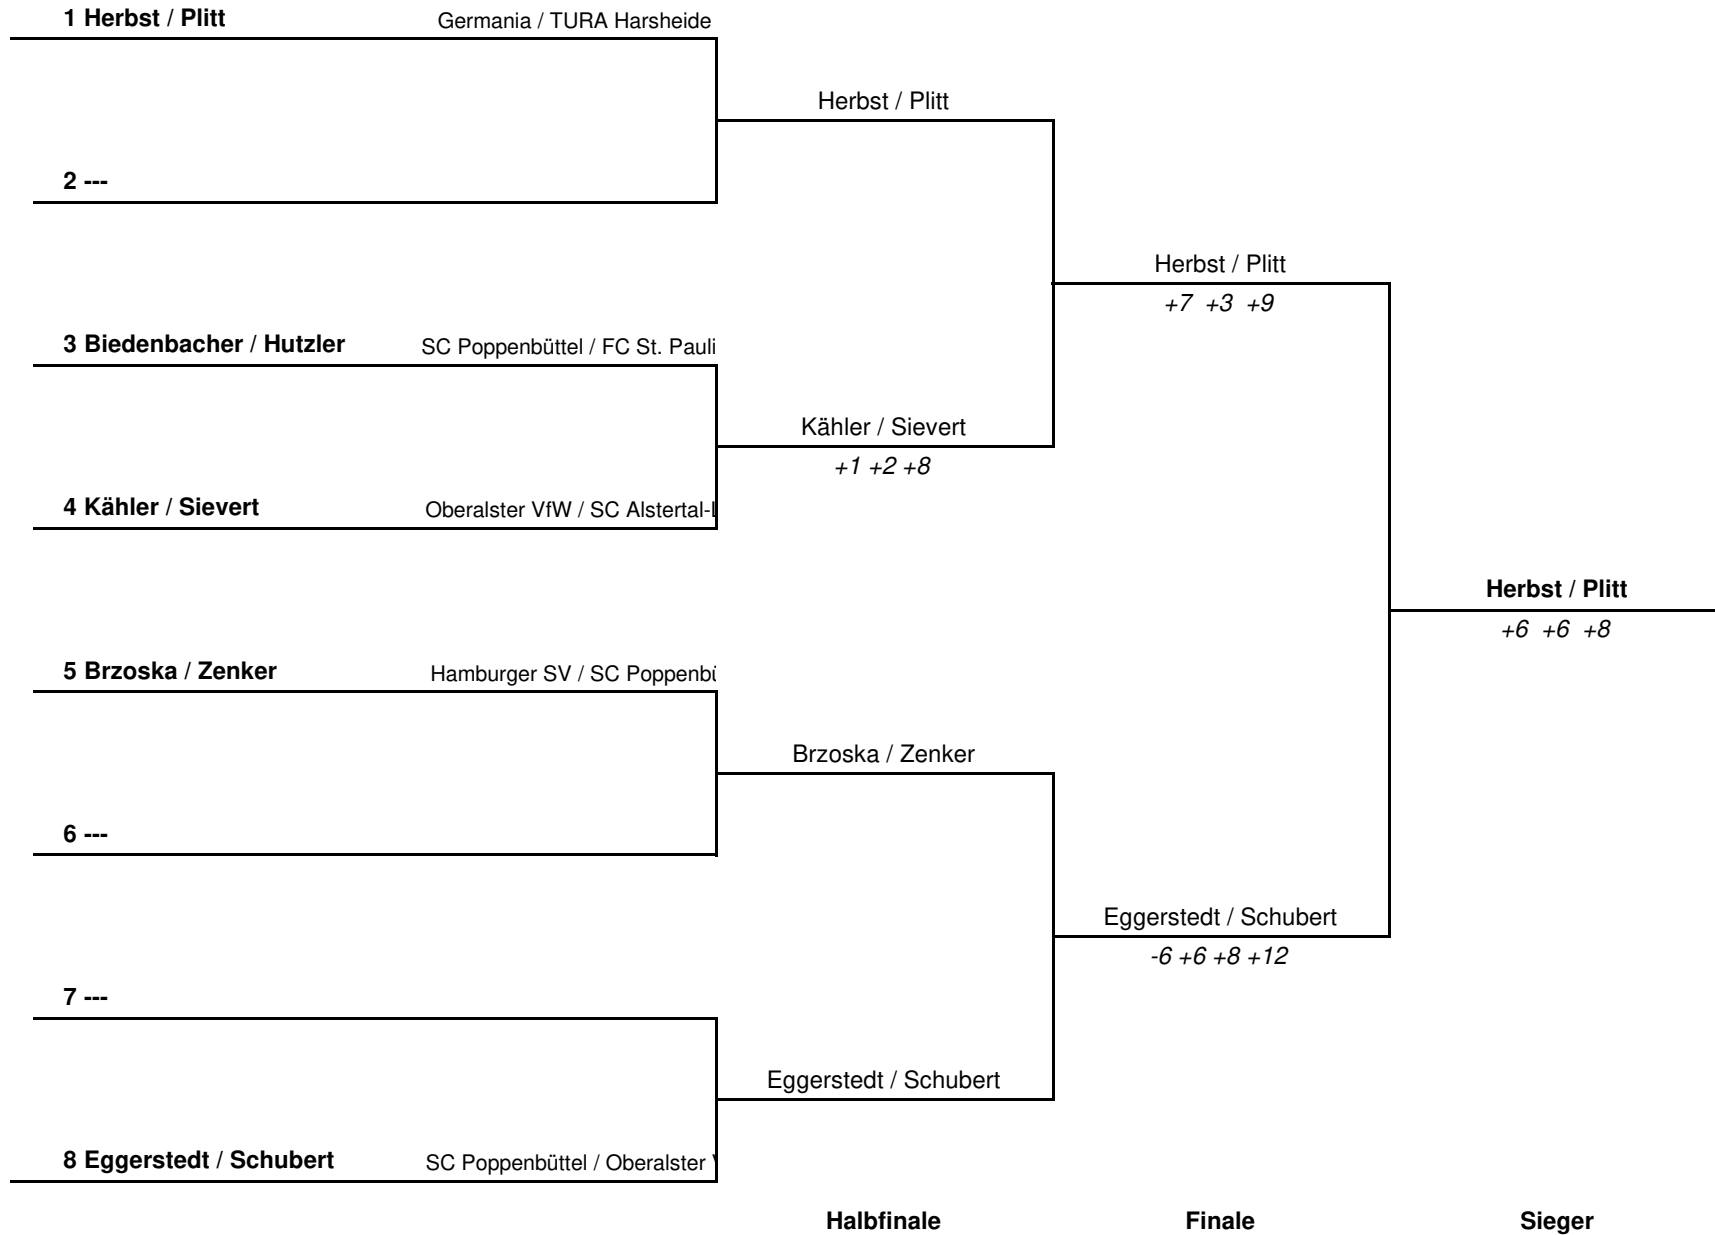 1 Herbst / Plitt Germania / TURA Harsheide
Herbst / Plitt
2 ---
Herbst / Plitt
+7 +3 +9
3 Biedenbacher / Hutzler SC Poppenbüttel / FC St. Pauli
Kähler / Sievert
+1 +2 +8
4 Kähler / Sievert Oberalster VfW / SC Alstertal-
Herbst / Plitt
+6 +6 +8
5 Brzoska / Zenker Hamburger SV / SC Poppenbü
Brzoska / Zenker
6 ---
Eggerstedt / Schubert
-6 +6 +8 +12
7 ---
Eggerstedt / Schubert
8 Eggerstedt / Schubert SC Poppenbüttel / Oberalster
Halbfinale Finale Sieger